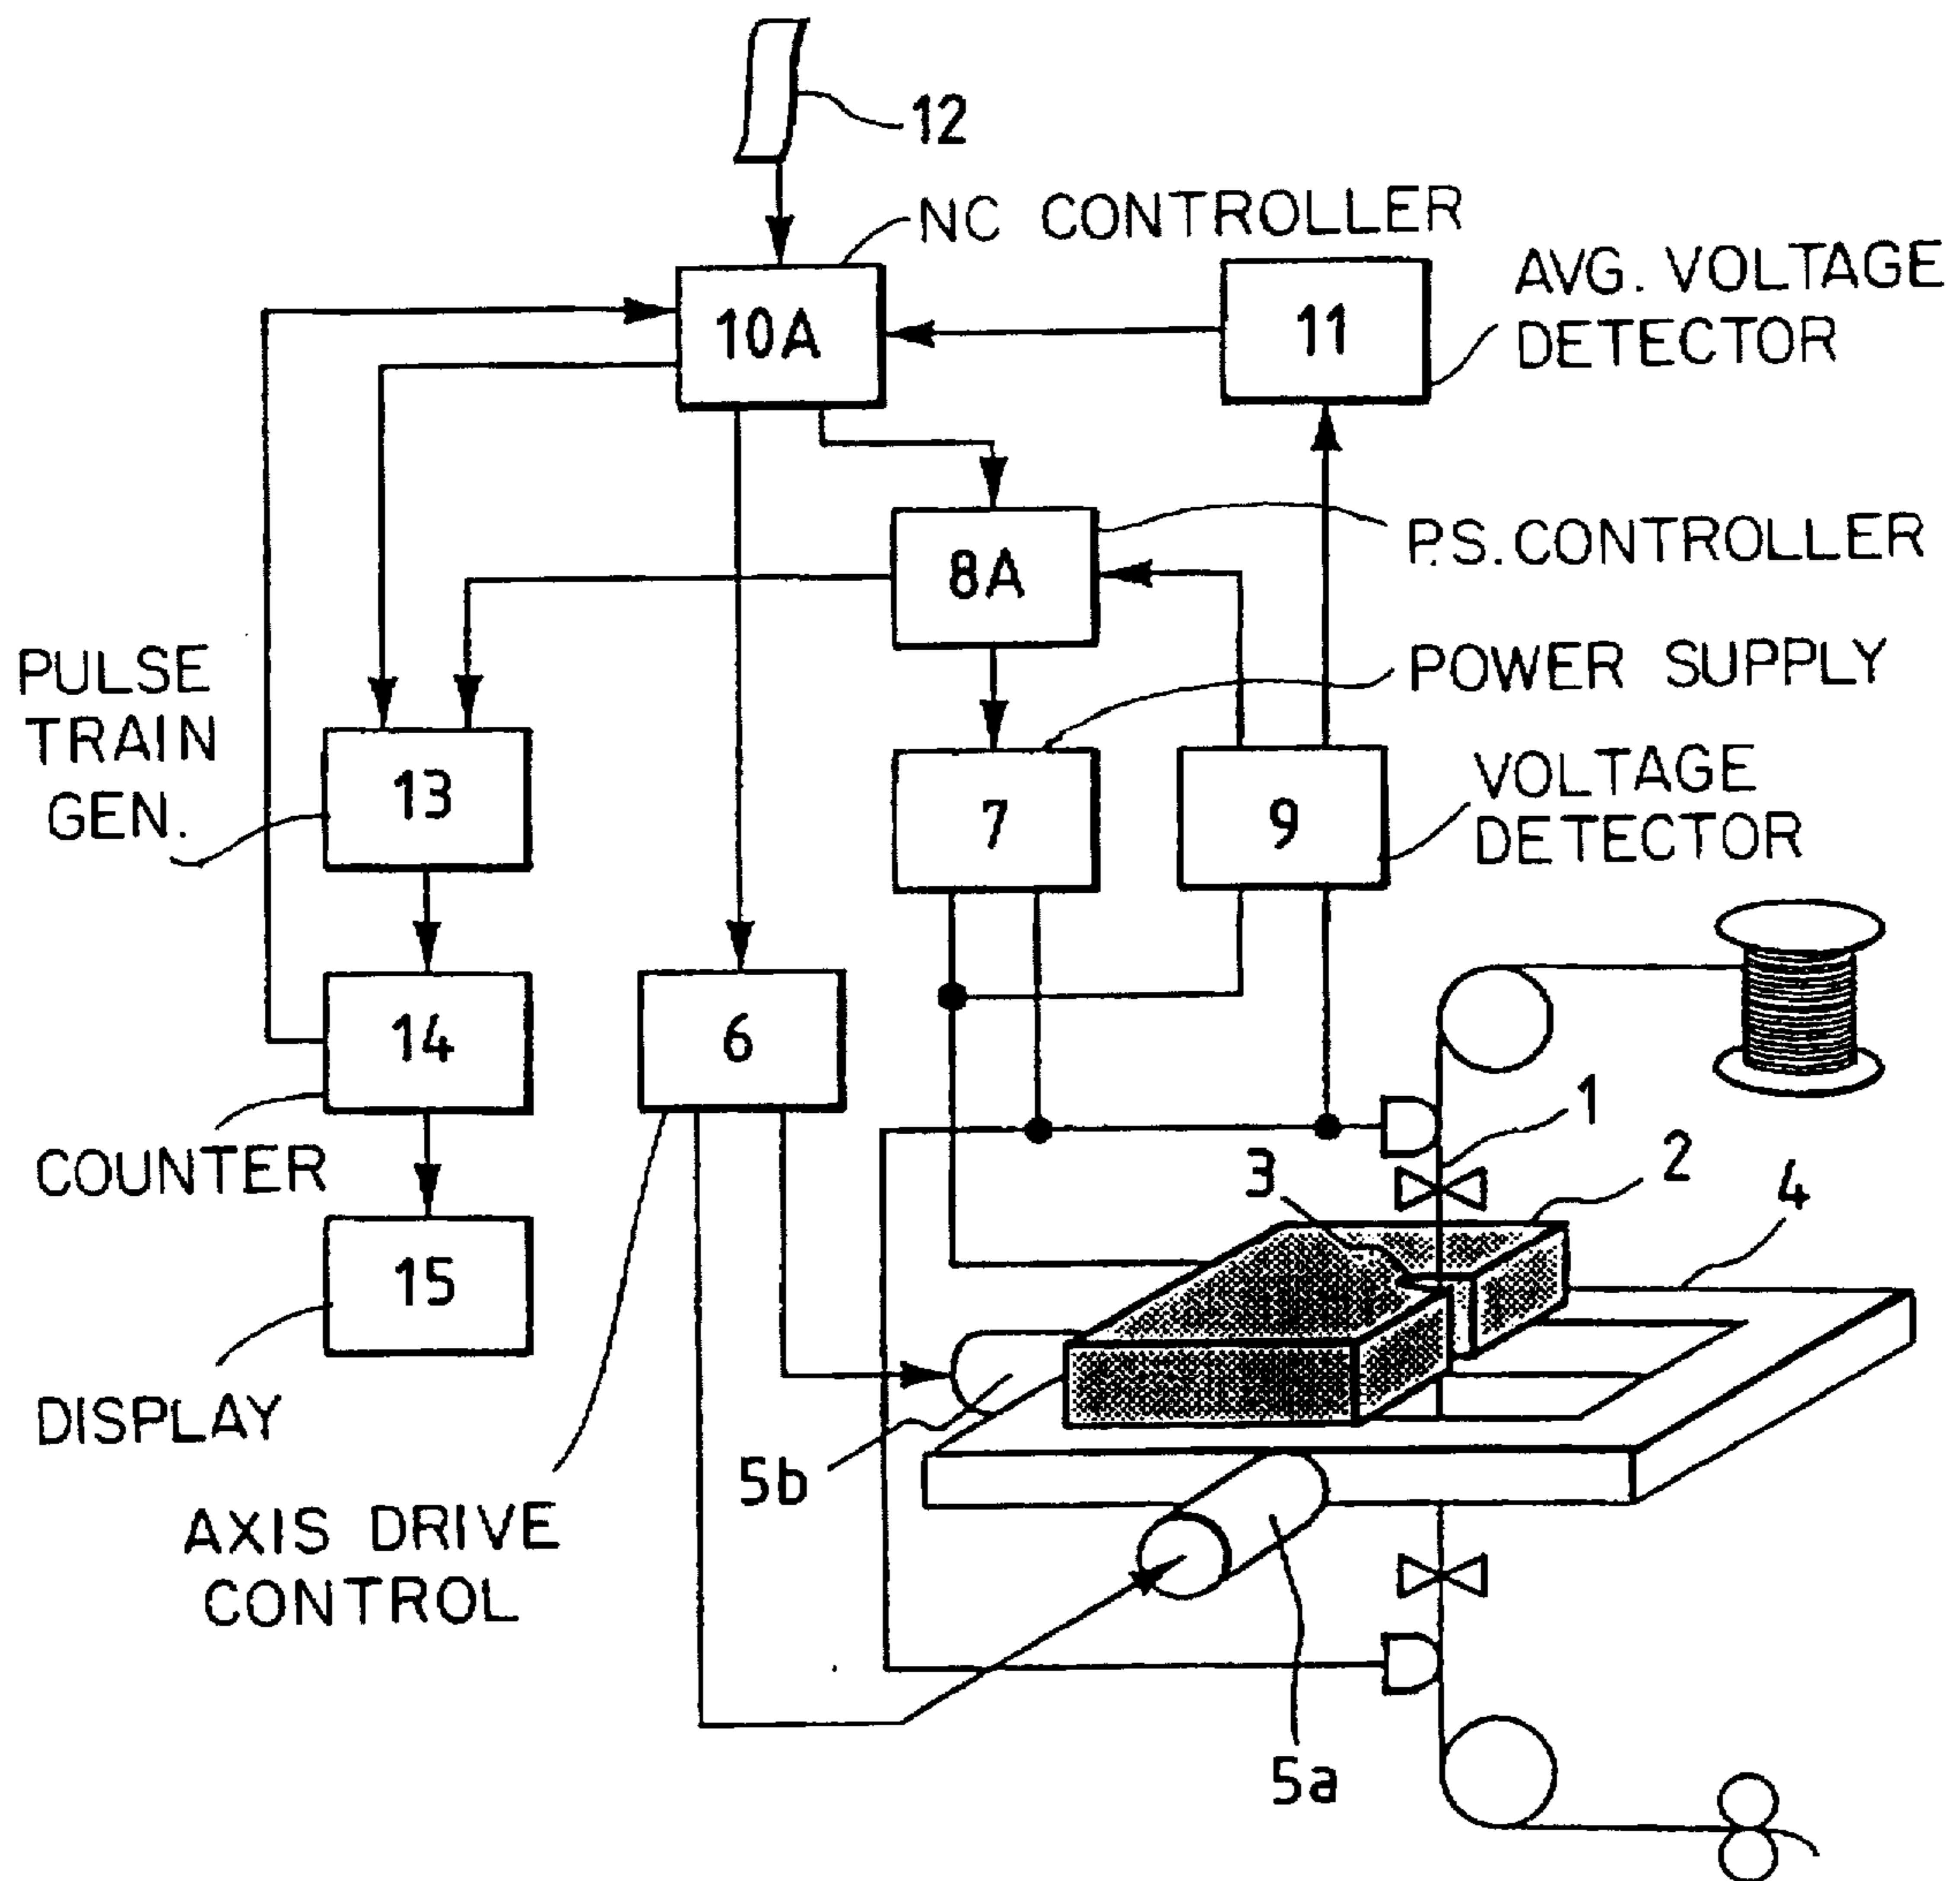 12
NC CONTROLLER
AVG. VOLTAGE
DETECTOR
10A
11
P.S. CONTROLLER
8A
PULSE
TRAIN
GEN.
POWER SUPPLY
13
7
9
VOLTAGE
DETECTOR
14
6
1
COUNTER
3
2
4
15
DISPLAY
5b
AXIS DRIVE
CONTROL
5a